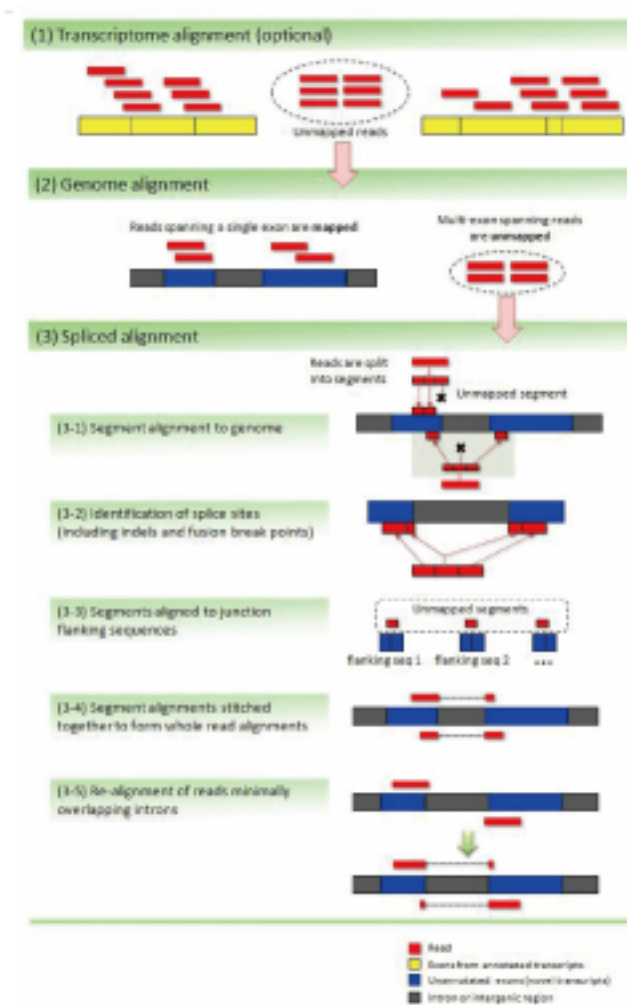 (1) Transcriptome alignment (optional)
Unmapped reads
(2) Genome alignment
Reads spanning a single exon are mapped
Multi-exon spanning reads
are unmapped
(3) Spliced alignment
Reads are split
into segments
Unmapped segment
(3-1) Segment alignment to genome
(3-2) Identification of splice sites
(including indels and fusion break points)
(3-3) Segments aligned to junction
flanking sequences
Unmapped segments
flanking seq 1
flanking seq 2
....
(3-4) Segment alignments stitched
together to form whole read alignments
(3-5) Re-alignment of reads minimally
overlapping introns
Read
Exons from annotated transcripts
Unannotated exons (novel transcripts)
Intron or intergenic region